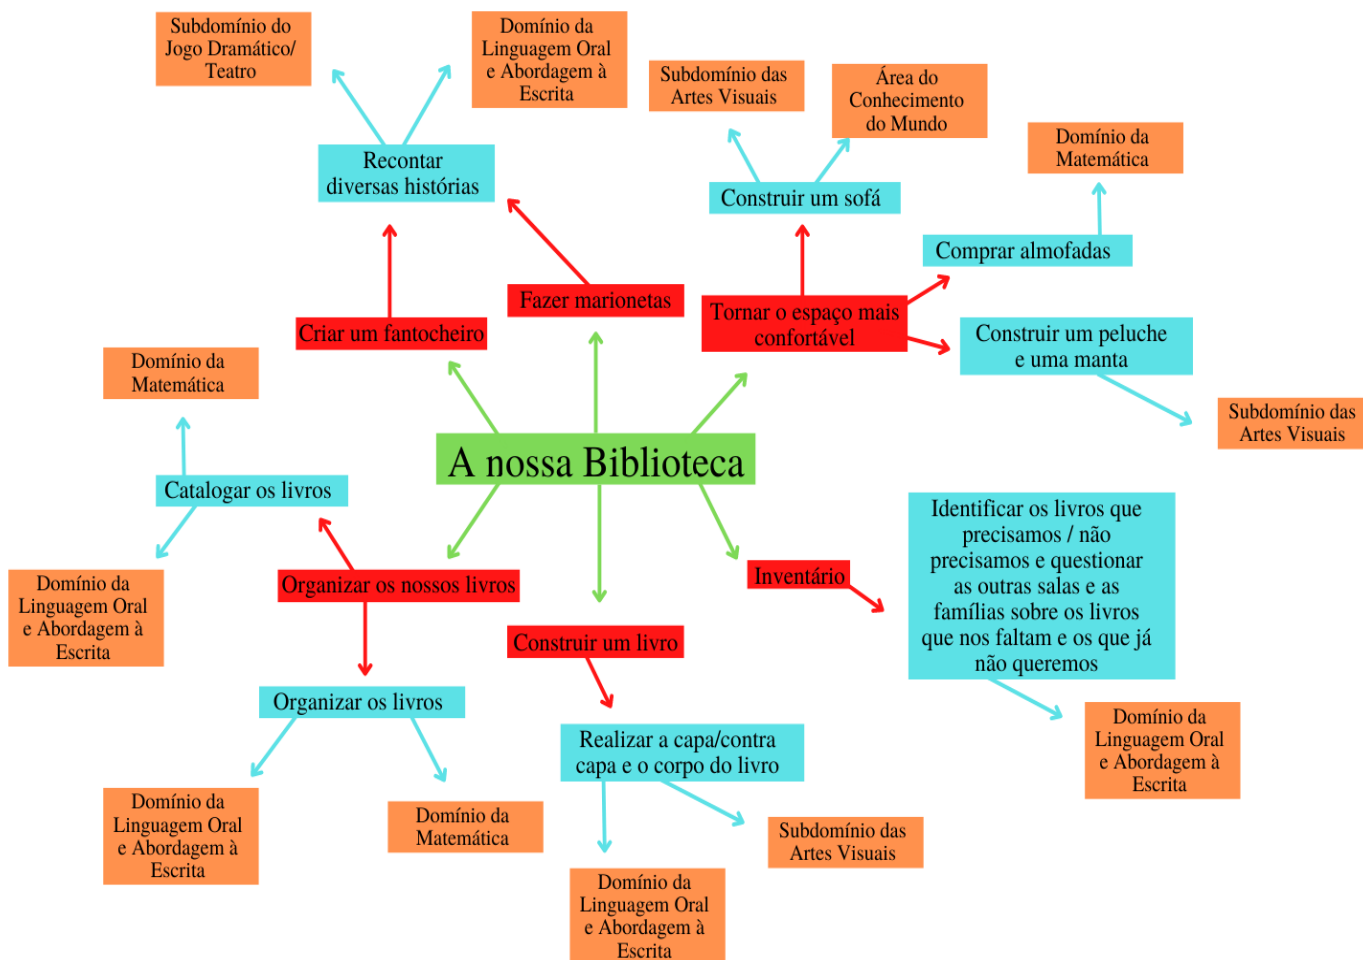 Subdomínio do
Jogo Dramático/
Teatro
Domínio da
Linguagem Oral
e Abordagem à
Escrita
Subdomínio das
Artes Visuais
Área do
Conhecimento
do Mundo
Domínio da
Matemática
Recontar
diversas histórias
Construir um sofá
Comprar almofadas
Fazer marionetas
Criar um fantocheiro
Tornar o espaço mais
confortável
Construir um peluche
e uma manta
Domínio da
Matemática
Subdomínio das
Artes Visuais
A nossa Biblioteca
Catalogar os livros
Identificar os livros que
precisamos / não
precisamos e questionar
as outras salas e as
famílias sobre os livros
que nos faltam e os que já
não queremos
Domínio da
Linguagem Oral
e Abordagem à
Escrita
Organizar os nossos livros
Inventário
Construir um livro
Organizar os livros
Realizar a capa/contra
capa e o corpo do livro
Domínio da
Linguagem Oral
e Abordagem à
Escrita
Domínio da
Linguagem Oral
e Abordagem à
Escrita
Domínio da
Matemática
Subdomínio das
Artes Visuais
Domínio da
Linguagem Oral
e Abordagem à
Escrita